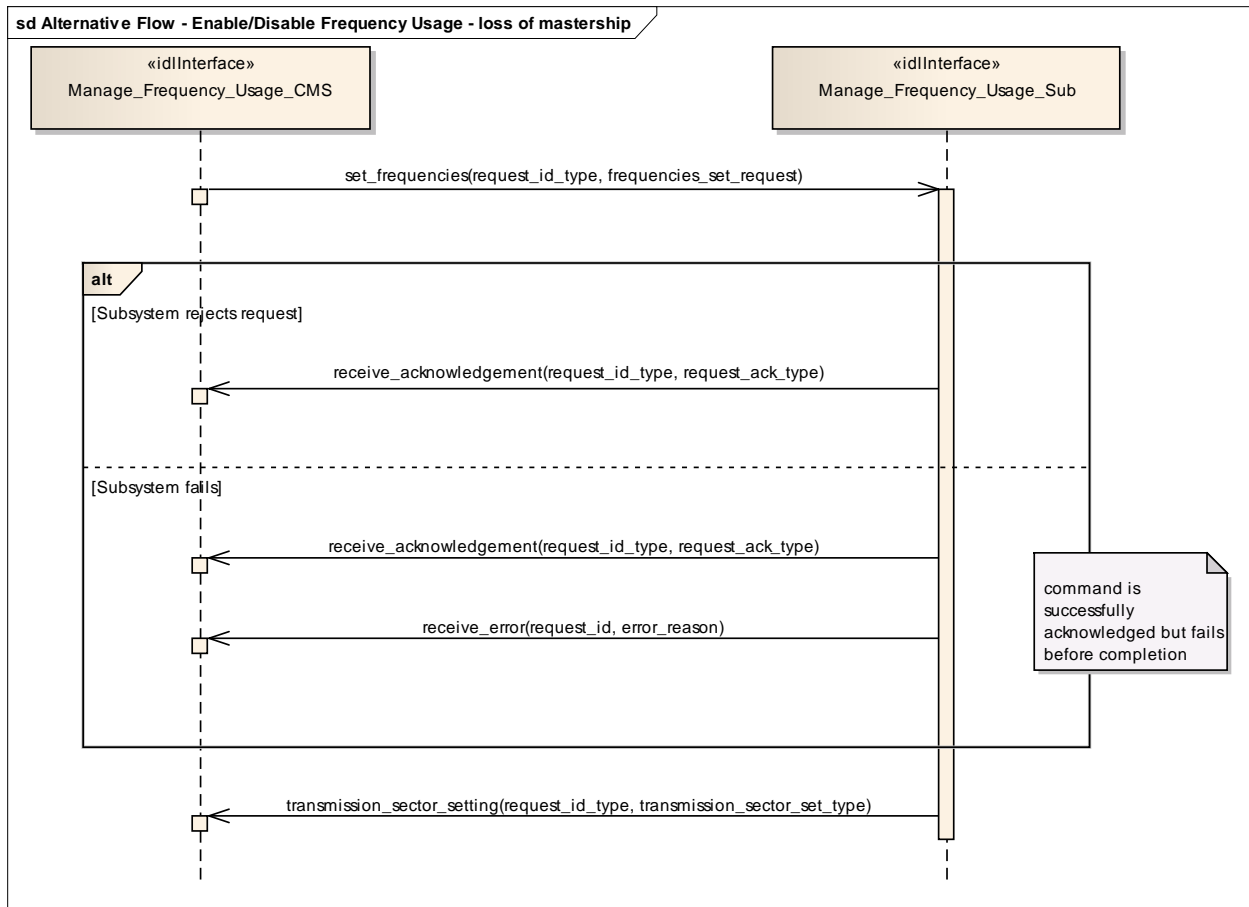 sd Alternative Flow - Enable/Disable Frequency Usage - loss of mastership
«idlInterface»
Manage_Frequency_Usage_CMS
«idlInterface»
Manage_Frequency_Usage_Sub
set_frequencies(request_id_type, frequencies_set_request)
alt
[Subsystem rejects request]
receive_acknowledgement(request_id_type, request_ack_type)
[Subsystem fails]
receive_acknowledgement(request_id_type, request_ack_type)
receive_error(request_id, error_reason)
command is
successfully
acknowledged but fails
before completion
transmission_sector_setting(request_id_type, transmission_sector_set_type)